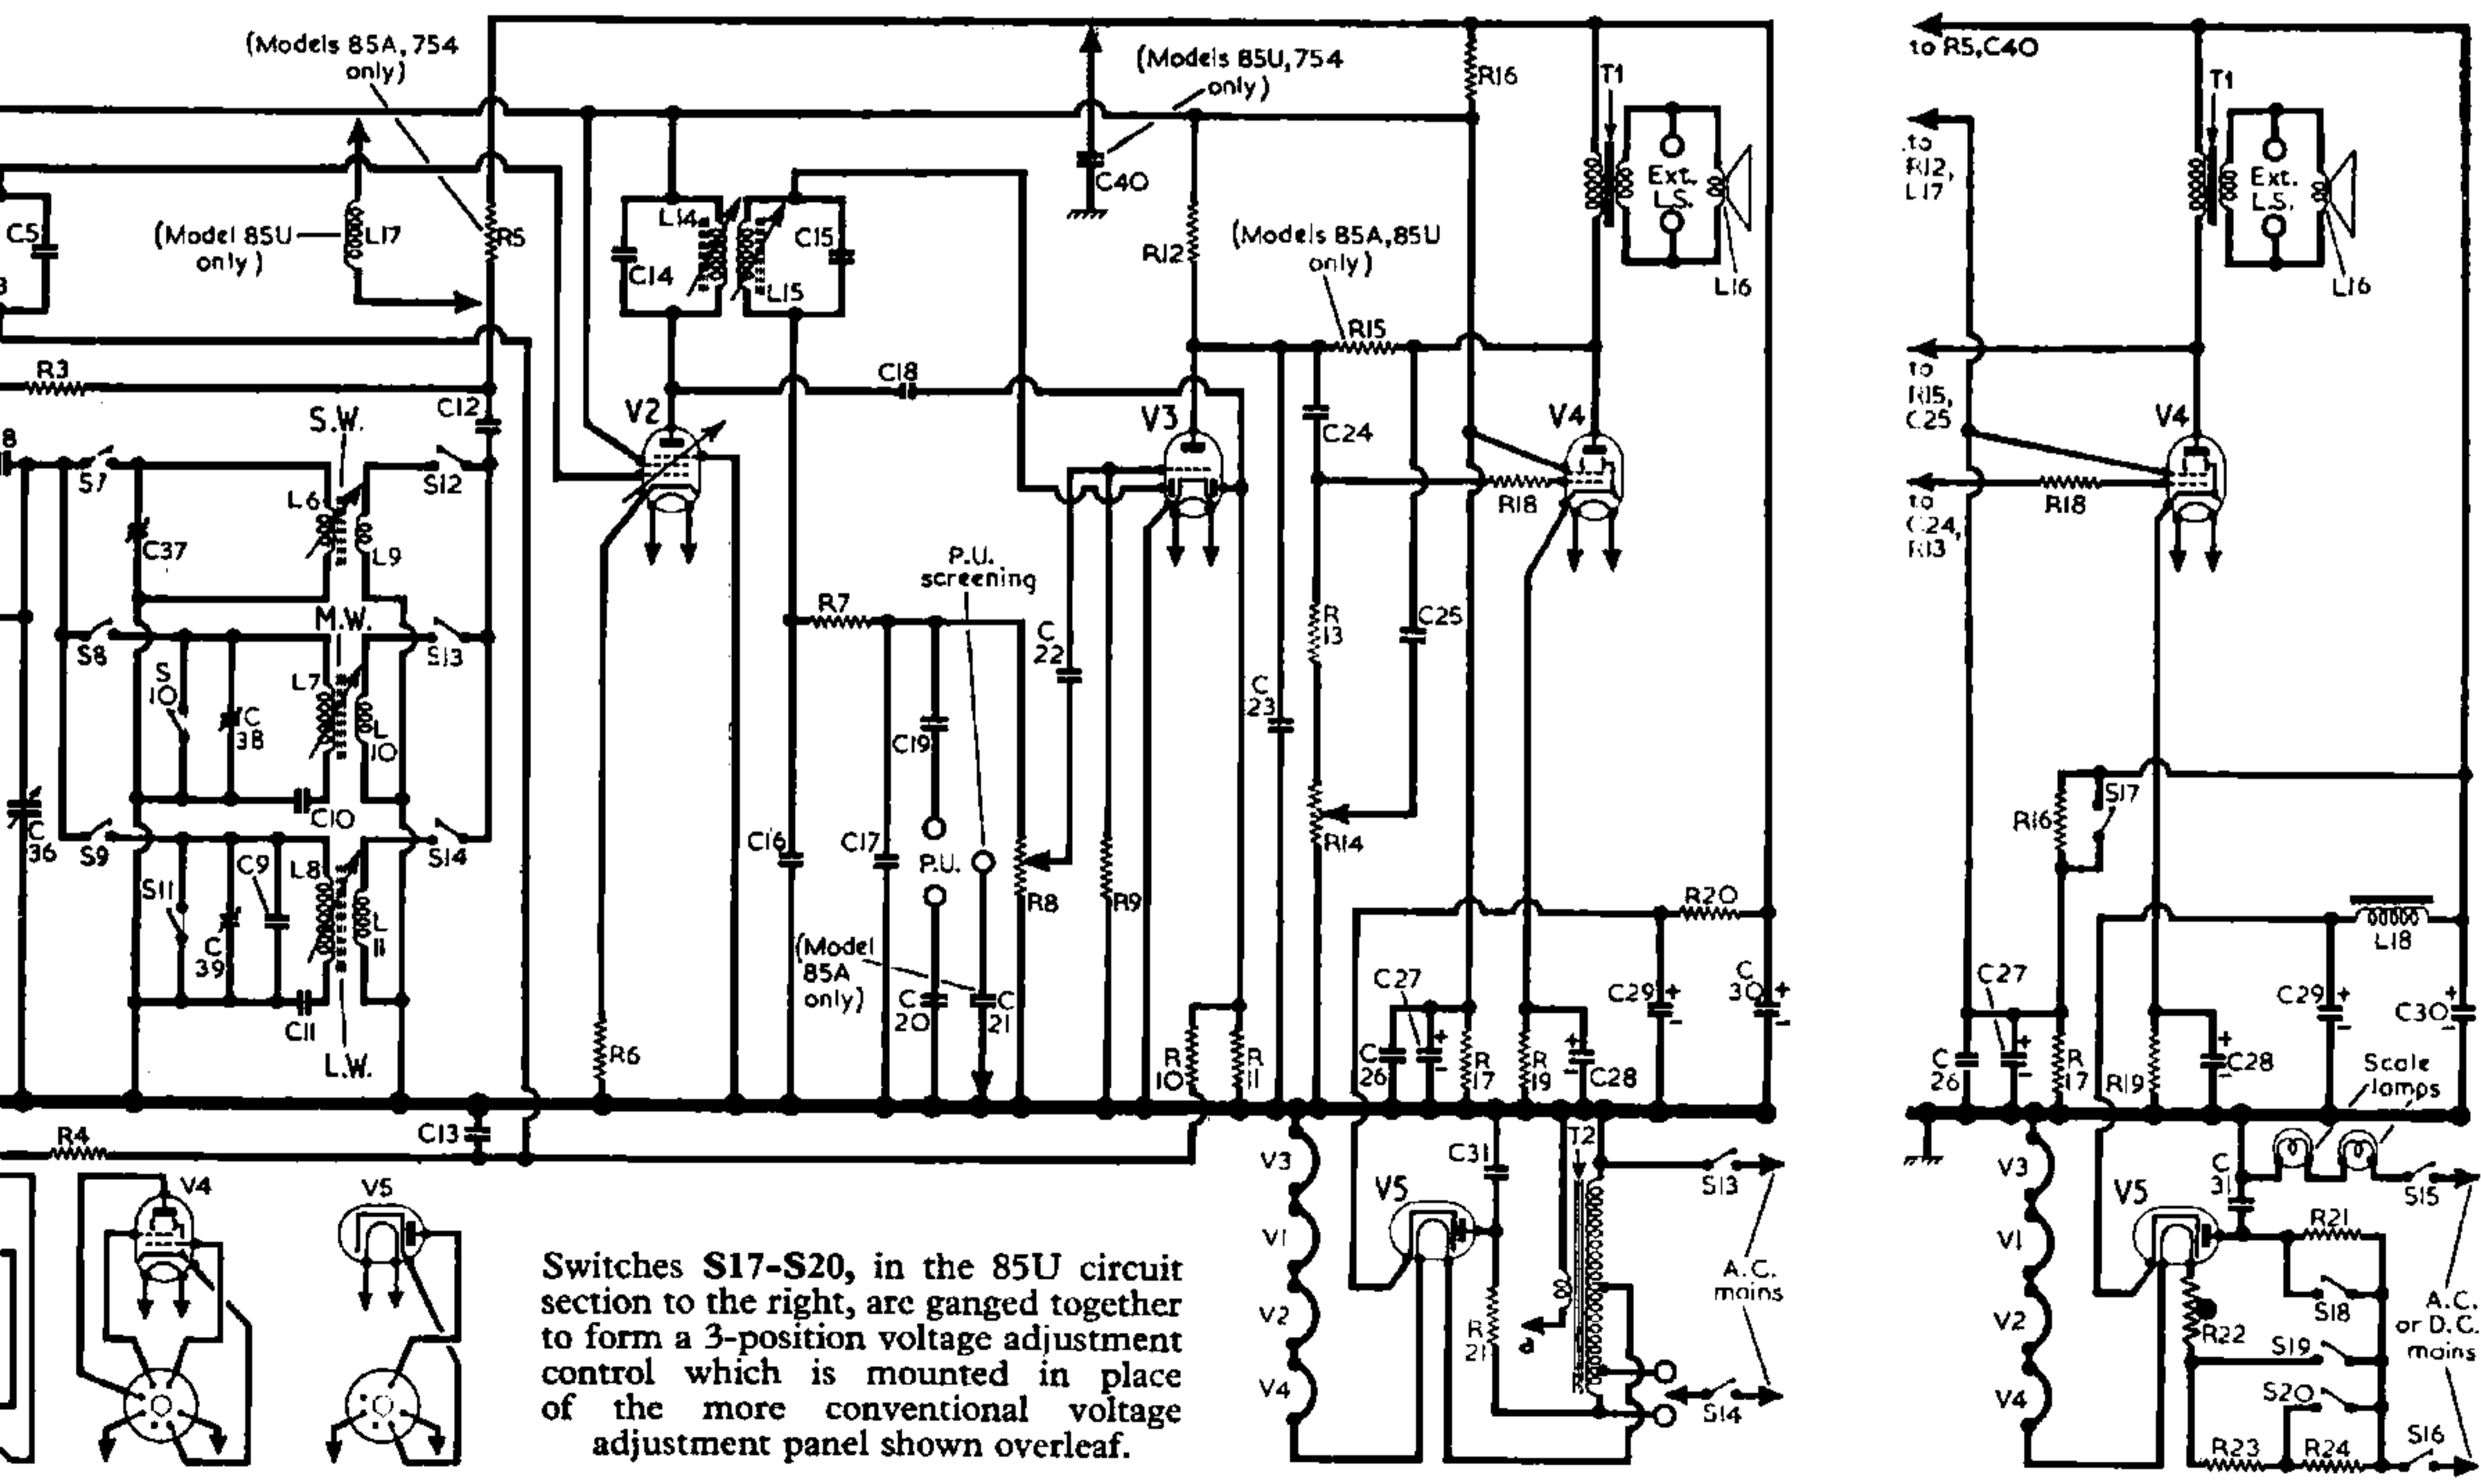 (Models 85A,754
only)
(Models 85U,754
only)
R16
T1
to R5,C40
T1
to
R12,
L17
C5
(Model 85U
only)
L17
R5
L14
C14
L15
C15
C40
R12
(Models 85A,85U
only)
Ext.
L.S.
L16
Ext.
L.S.
L16
R15
to
R15,
C25
R3
C12
C18
V2
V3
C24
V4
V4
S.W.
8
S7
S12
L6
C37
L9
R18
R18
to
C24,
R13
P.U.
screening
M.W.
S8
S13
S
10
L7
C
38
L
10
R7
C
22
R
13
C25
C
23
C19
C10
C
36
S9
S14
S11
C9
L8
C
39
L
11
C16
C17
P.U.
R8
R9
R14
S17
R16
R20
L18
(Model
85A
only)
C
20
C
21
C11
L.W.
R6
R
10
R
11
C27
C
26
R
17
R
19
C28
C29
+
-
C
30
+
-
C27
C
26
R
17
R19
C28
C29
+
-
C30
+
-
Scale
lamps
R4
C13
V3
V1
V2
V4
C31
T2
V5
R
21
a
S13
S14
A.C.
mains
V3
V1
V2
V4
C
31
V5
S15
R21
S18
R22
S19
S20
R23
R24
S16
A.C.
or D.C.
mains
V4
V5
Switches S17-S20, in the 85U circuit
section to the right, are ganged together
to form a 3-position voltage adjustment
control which is mounted in place
of the more conventional voltage
adjustment panel shown overleaf.